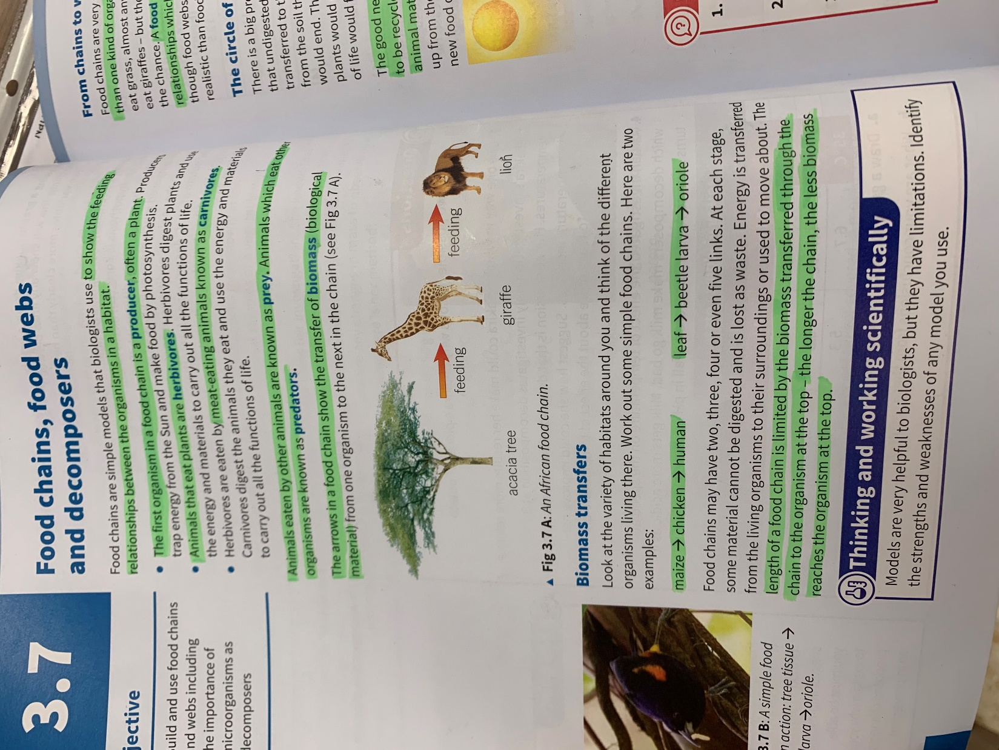 3.7
Food chains, food webs
and decomposers
jective
uild and use food chains
nd webs including
he importance of
microorganisms as
decomposers
Food chains are simple models that biologists use to show the feeding
relationships between the organisms in a habitat.
• The first organism in a food chain is a producer, often a plant. Producers
trap energy from the Sun and make food by photosynthesis.
• Animals that eat plants are herbivores. Herbivores digest plants and use
the energy and materials to carry out all the functions of life.
• Herbivores are eaten by meat-eating animals known as carnivores.
Carnivores digest the animals they eat and use the energy and materials
to carry out all the functions of life.
Animals eaten by other animals are known as prey. Animals which eat other
organisms are known as predators.
The arrows in a food chain show the transfer of biomass (biological
material) from one organism to the next in the chain (see Fig 3.7 A).
feeding
feeding
acacia tree
giraffe
lion
▲ Fig 3.7 A: An African food chain.
Biomass transfers
Look at the variety of habitats around you and think of the different
organisms living there. Work out some simple food chains. Here are two
examples:
maize → chicken → human
leaf → beetle larva → oriole
Food chains may have two, three, four or even five links. At each stage,
some material cannot be digested and is lost as waste. Energy is transferred
from the living organisms to their surroundings or used to move about. The
length of a food chain is limited by the biomass transferred through the
chain to the organism at the top – the longer the chain, the less biomass
reaches the organism at the top.
Thinking and working scientifically
Models are very helpful to biologists, but they have limitations. Identify
the strengths and weaknesses of any model you use.
3.7 B: A simple food
n action: tree tissue →
larva → oriole.
From chains to w
Food chains are very
than one kind of orga
eat grass, almost an
eat giraffes – but the
the chance. A food
relationships which
though food webs
realistic than food
The circle of
There is a big pr
that undigested
transferred to t
from the soil th
would end. Th
plants would
of life would f
The good ne
to be recycl
animal mat
up from the
new food c
?
1.
2